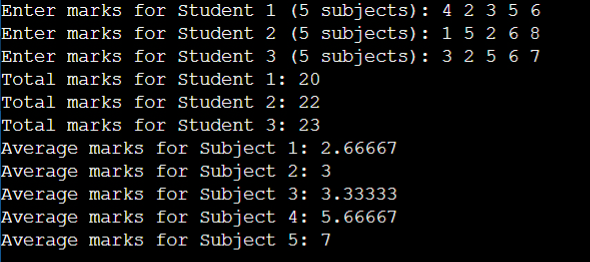 Enter marks for Student 1 (5 subjects): 4 2 3 5 6
Enter marks for Student 2 (5 subjects): 1 5 2 6 8
Enter marks for Student 3 (5 subjects): 3 2 5 6 7
Total marks for Student 1: 20
Total marks for Student 2: 22
Total marks for Student 3: 23
Average marks for Subject 1: 2.66667
Average marks for Subject 2: 3
Average marks for Subject 3: 3.33333
Average marks for Subject 4: 5.66667
Average marks for Subject 5: 7